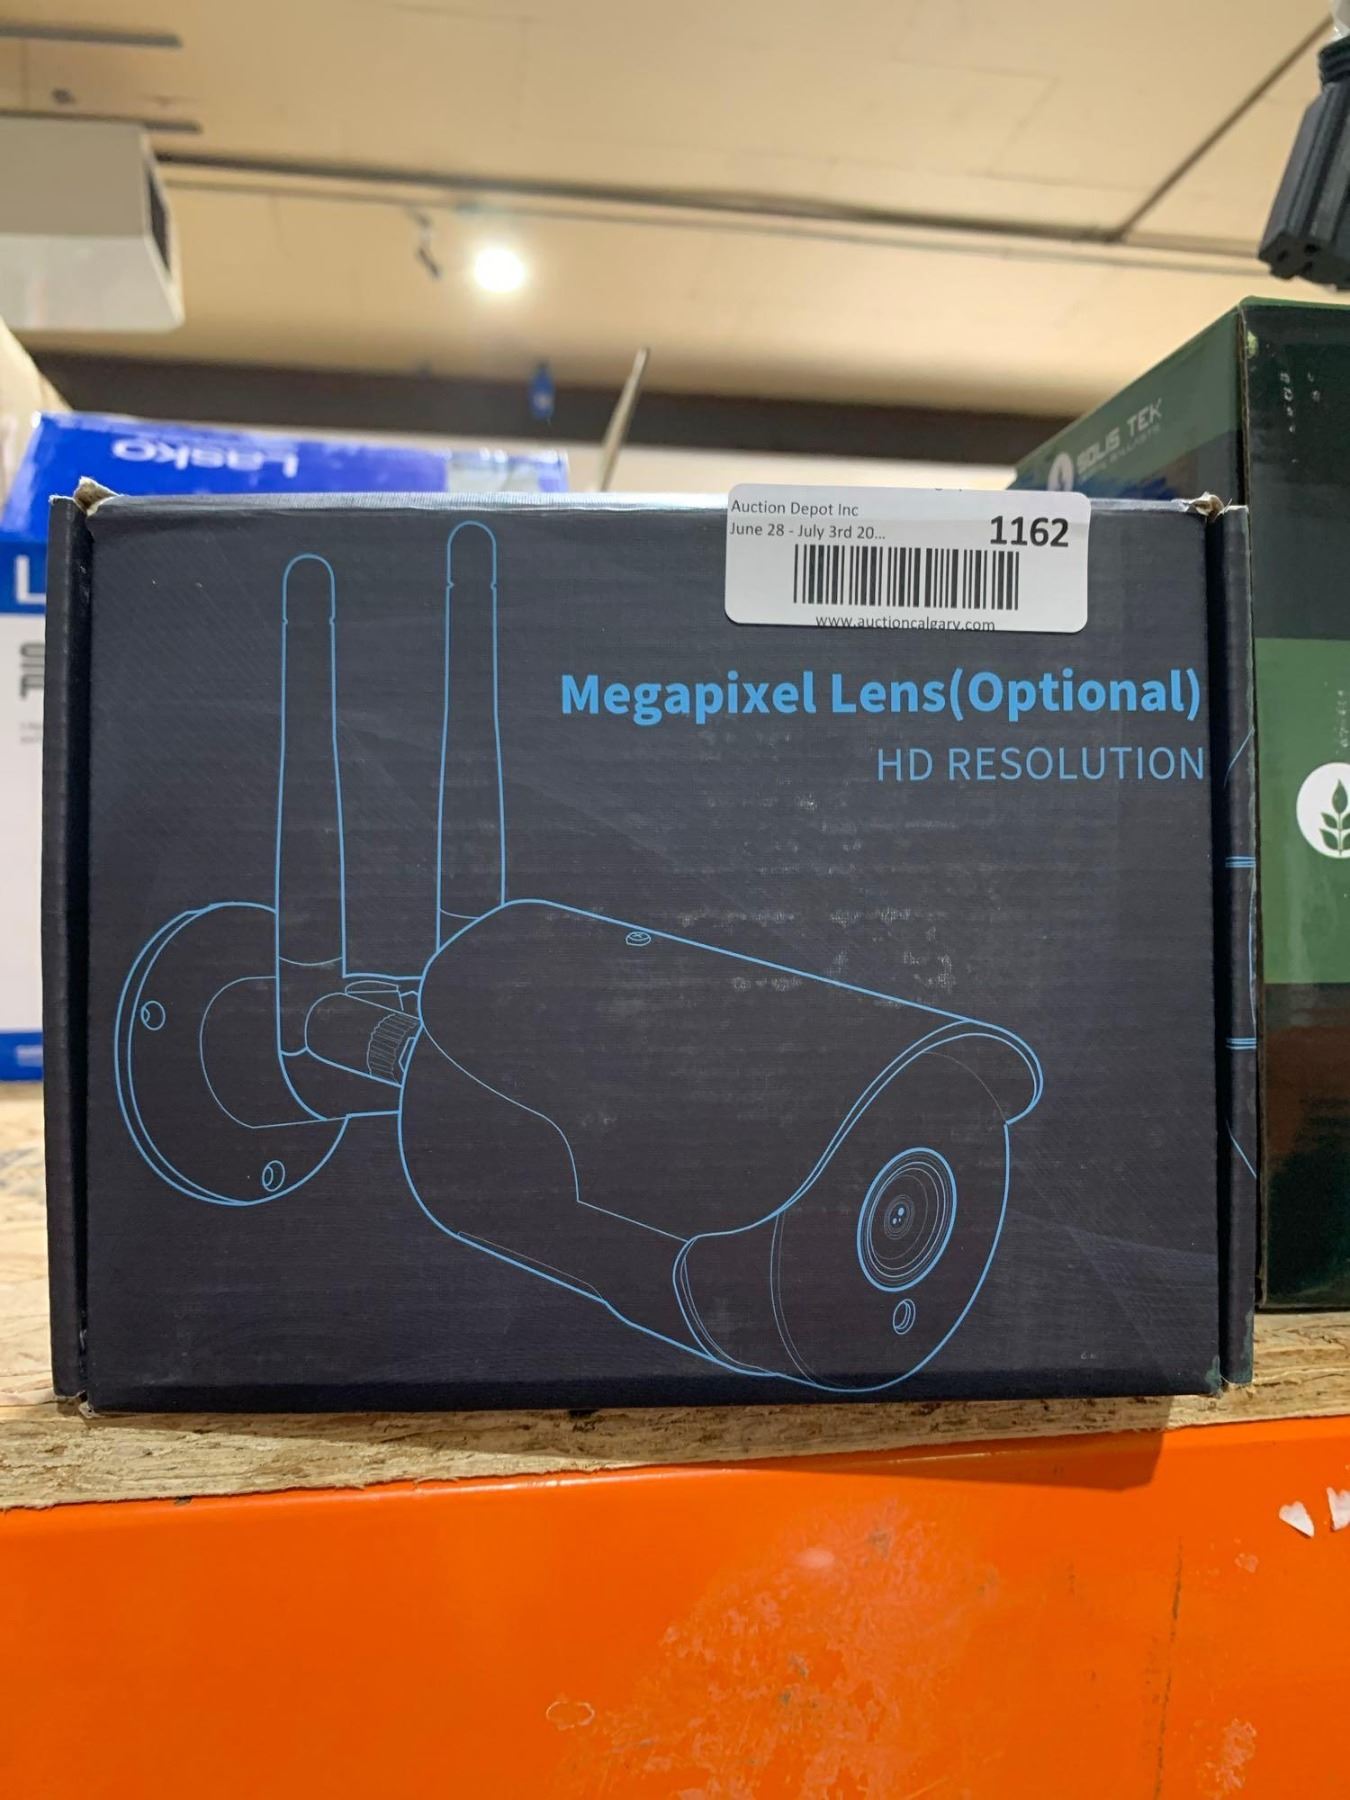 Lasko
SOLIS TEK
Auction Depot Inc
June 28 - July 3rd 20...
1162
www.auctioncalgary.com
Megapixel Lens(Optional)
HD RESOLUTION
L